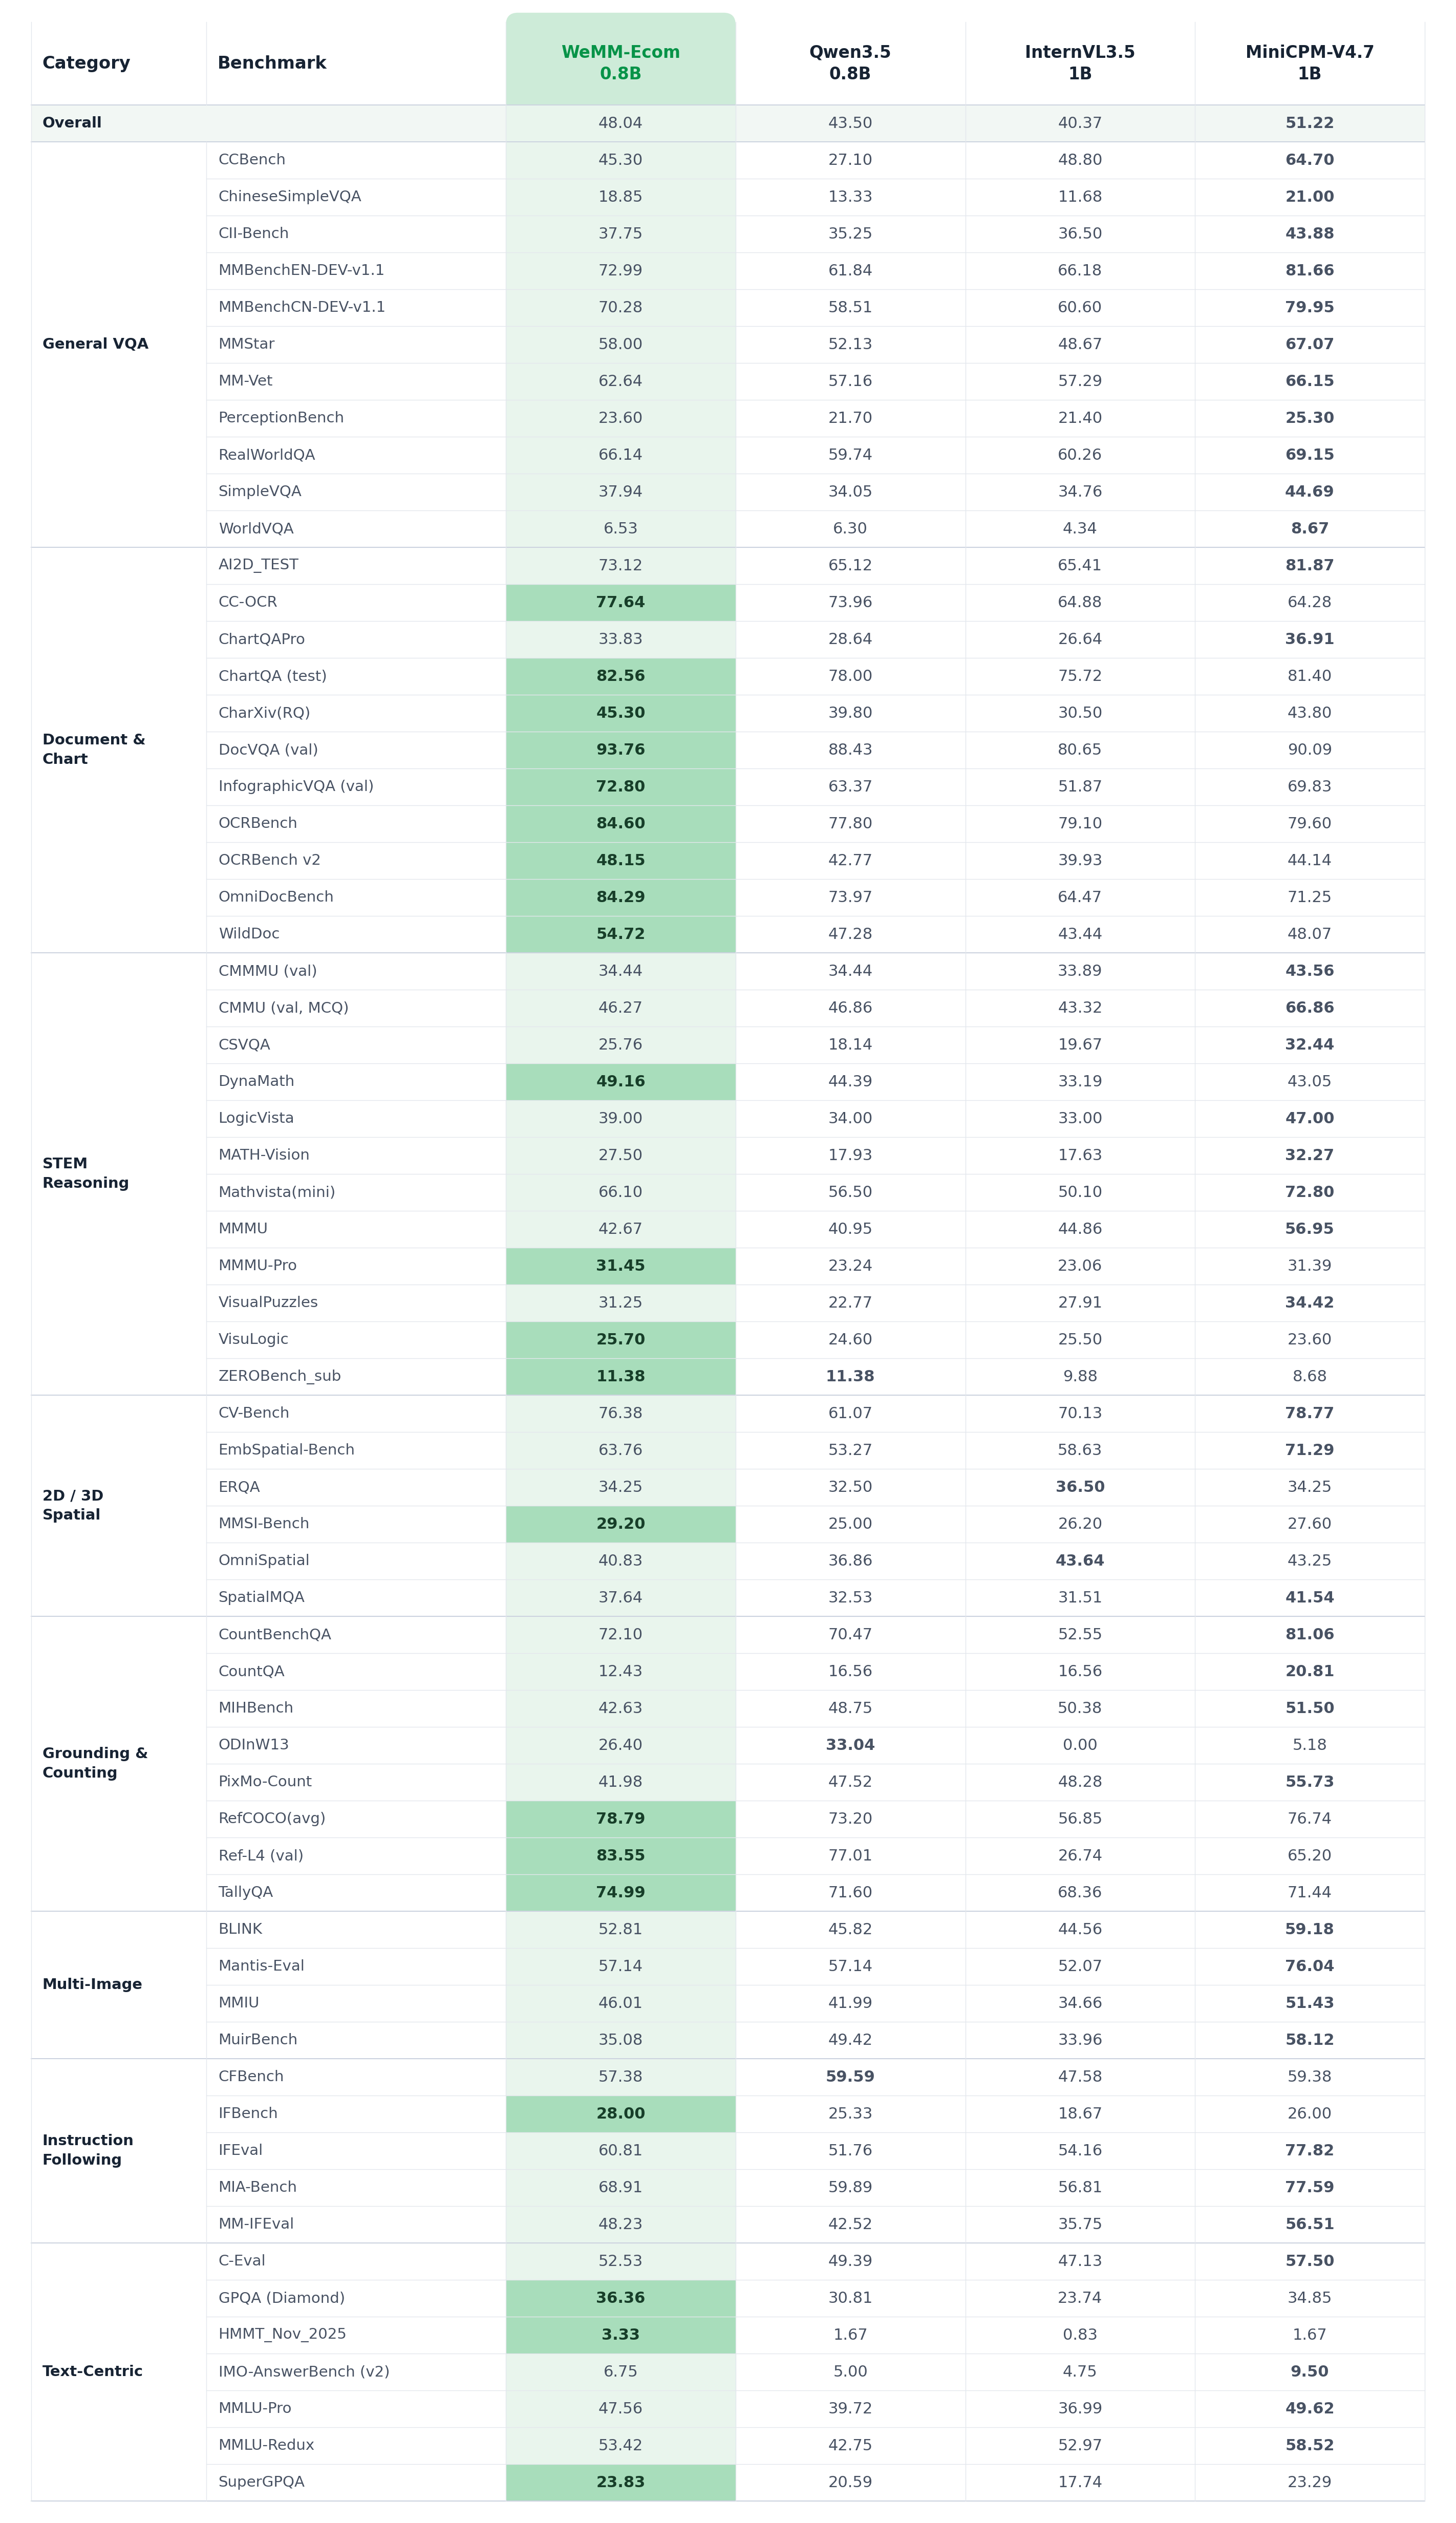 Category Benchmark WeMM-Ecom 0.8B Qwen3.5 0.8B InternVL3.5 1B MiniCPM-V4.7 1B
Overall 48.04 43.50 40.37 51.22
General VQA
CCBench 45.30 27.10 48.80 64.70
ChineseSimpleVQA 18.85 13.33 11.68 21.00
CII-Bench 37.75 35.25 36.50 43.88
MMBenchEN-DEV-v1.1 72.99 61.84 66.18 81.66
MMBenchCN-DEV-v1.1 70.28 58.51 60.60 79.95
MMStar 58.00 52.13 48.67 67.07
MM-Vet 62.64 57.16 57.29 66.15
PerceptionBench 23.60 21.70 21.40 25.30
RealWorldQA 66.14 59.74 60.26 69.15
SimpleVQA 37.94 34.05 34.76 44.69
WorldVQA 6.53 6.30 4.34 8.67
Document & Chart
AI2D_TEST 73.12 65.12 65.41 81.87
CC-OCR 77.64 73.96 64.88 64.28
ChartQAPro 33.83 28.64 26.64 36.91
ChartQA (test) 82.56 78.00 75.72 81.40
CharXiv(RQ) 45.30 39.80 30.50 43.80
DocVQA (val) 93.76 88.43 80.65 90.09
InfographicVQA (val) 72.80 63.37 51.87 69.83
OCRBench 84.60 77.80 79.10 79.60
OCRBench v2 48.15 42.77 39.93 44.14
OmniDocBench 84.29 73.97 64.47 71.25
WildDoc 54.72 47.28 43.44 48.07
STEM Reasoning
CMMMU (val) 34.44 34.44 33.89 43.56
CMMU (val, MCQ) 46.27 46.86 43.32 66.86
CSVQA 25.76 18.14 19.67 32.44
DynaMath 49.16 44.39 33.19 43.05
LogicVista 39.00 34.00 33.00 47.00
MATH-Vision 27.50 17.93 17.63 32.27
Mathvista(mini) 66.10 56.50 50.10 72.80
MMMU 42.67 40.95 44.86 56.95
MMMU-Pro 31.45 23.24 23.06 31.39
VisualPuzzles 31.25 22.77 27.91 34.42
VisuLogic 25.70 24.60 25.50 23.60
ZEROBench_sub 11.38 11.38 9.88 8.68
2D / 3D Spatial
CV-Bench 76.38 61.07 70.13 78.77
EmbSpatial-Bench 63.76 53.27 58.63 71.29
ERQA 34.25 32.50 36.50 34.25
MMSI-Bench 29.20 25.00 26.20 27.60
OmniSpatial 40.83 36.86 43.64 43.25
SpatialMQA 37.64 32.53 31.51 41.54
Grounding & Counting
CountBenchQA 72.10 70.47 52.55 81.06
CountQA 12.43 16.56 16.56 20.81
MIHBench 42.63 48.75 50.38 51.50
ODInW13 26.40 33.04 0.00 5.18
PixMo-Count 41.98 47.52 48.28 55.73
RefCOCO(avg) 78.79 73.20 56.85 76.74
Ref-L4 (val) 83.55 77.01 26.74 65.20
TallyQA 74.99 71.60 68.36 71.44
Multi-Image
BLINK 52.81 45.82 44.56 59.18
Mantis-Eval 57.14 57.14 52.07 76.04
MMIU 46.01 41.99 34.66 51.43
MuirBench 35.08 49.42 33.96 58.12
Instruction Following
CFBench 57.38 59.59 47.58 59.38
IFBench 28.00 25.33 18.67 26.00
IFEval 60.81 51.76 54.16 77.82
MIA-Bench 68.91 59.89 56.81 77.59
MM-IFEval 48.23 42.52 35.75 56.51
Text-Centric
C-Eval 52.53 49.39 47.13 57.50
GPQA (Diamond) 36.36 30.81 23.74 34.85
HMMT_Nov_2025 3.33 1.67 0.83 1.67
IMO-AnswerBench (v2) 6.75 5.00 4.75 9.50
MMLU-Pro 47.56 39.72 36.99 49.62
MMLU-Redux 53.42 42.75 52.97 58.52
SuperGPQA 23.83 20.59 17.74 23.29